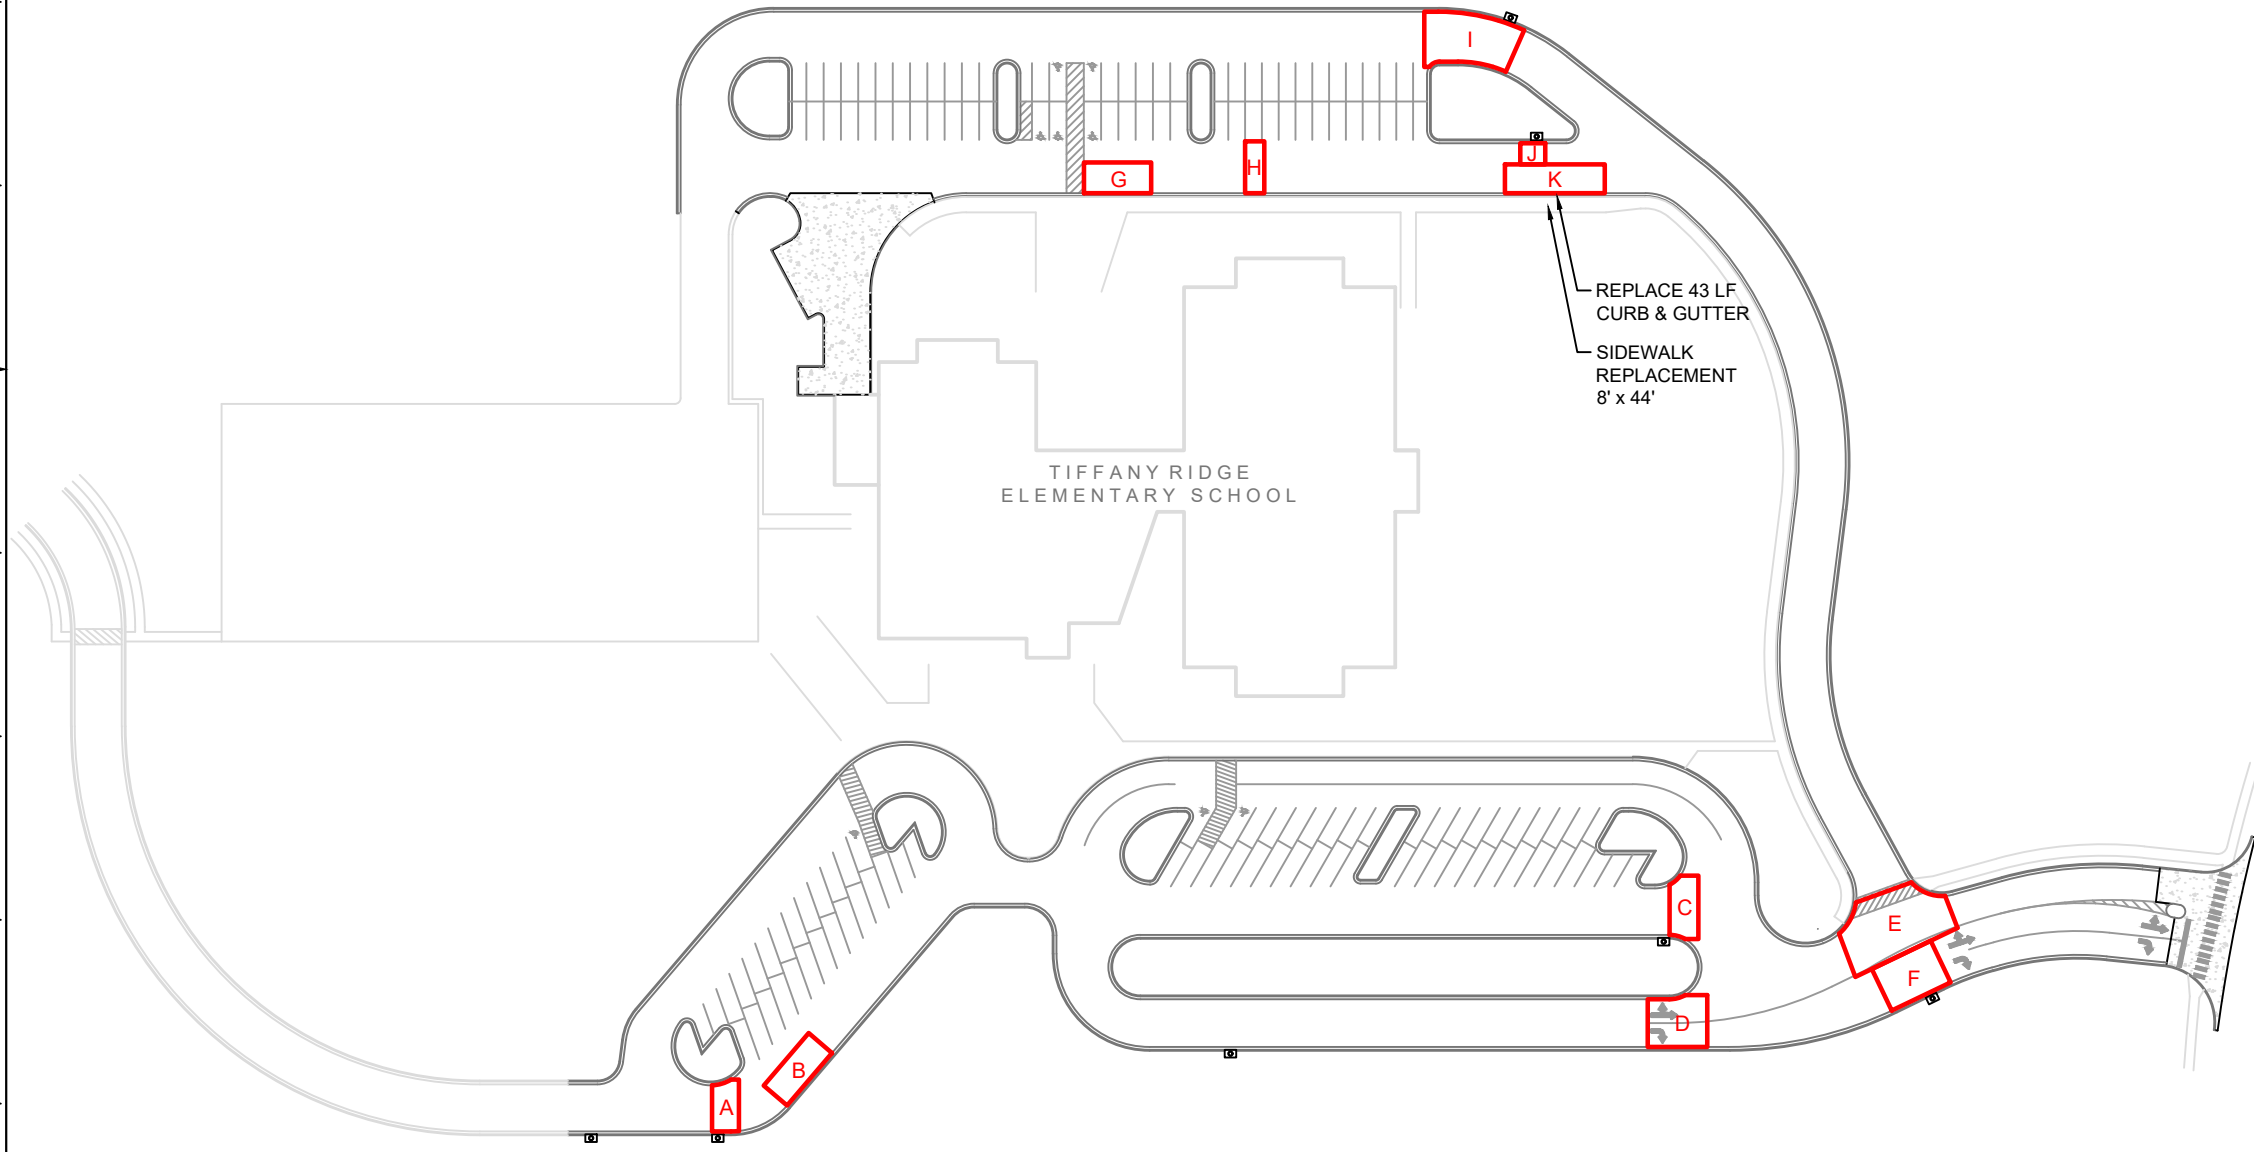 I
J
H
G
K
REPLACE 43 LF
CURB & GUTTER
SIDEWALK
REPLACEMENT
8' x 44'
TIFFANY RIDGE
ELEMENTARY SCHOOL
C
E
F
D
B
A